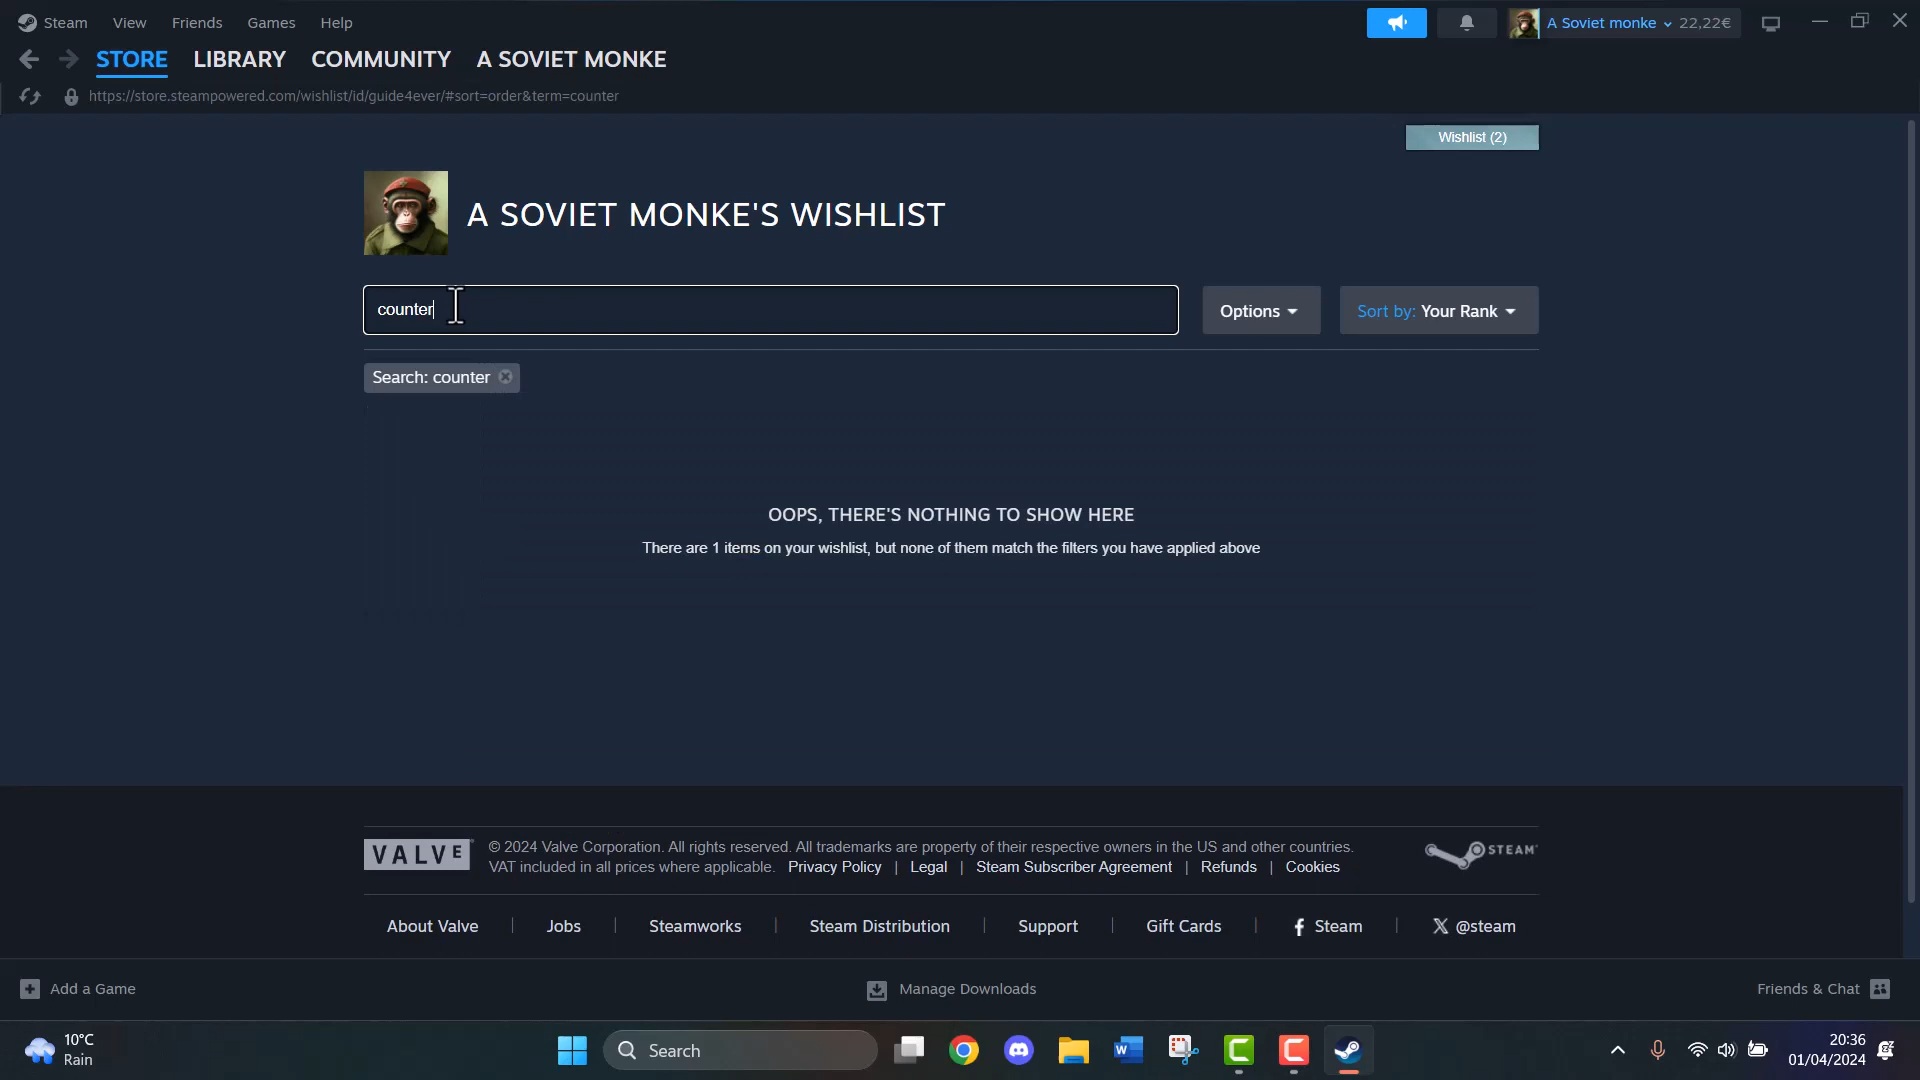 Steam View Friends Games Help
A Soviet monke 22,22€
STORE LIBRARY COMMUNITY A SOVIET MONKE
https://store.steampowered.com/wishlist/id/guide4ever/#sort=order&term=counter
Wishlist (2)
A SOVIET MONKE'S WISHLIST
counter
Options
Sort by: Your Rank
Search: counter
OOPS, THERE'S NOTHING TO SHOW HERE
There are 1 items on your wishlist, but none of them match the filters you have applied above
VALVE
© 2024 Valve Corporation. All rights reserved. All trademarks are property of their respective owners in the US and other countries.
VAT included in all prices where applicable. Privacy Policy | Legal | Steam Subscriber Agreement | Refunds | Cookies
STEAM
About Valve | Jobs | Steamworks | Steam Distribution | Support | Gift Cards | Steam | @steam
Add a Game
Manage Downloads
Friends & Chat
10°C
Rain
Search
20:36
01/04/2024